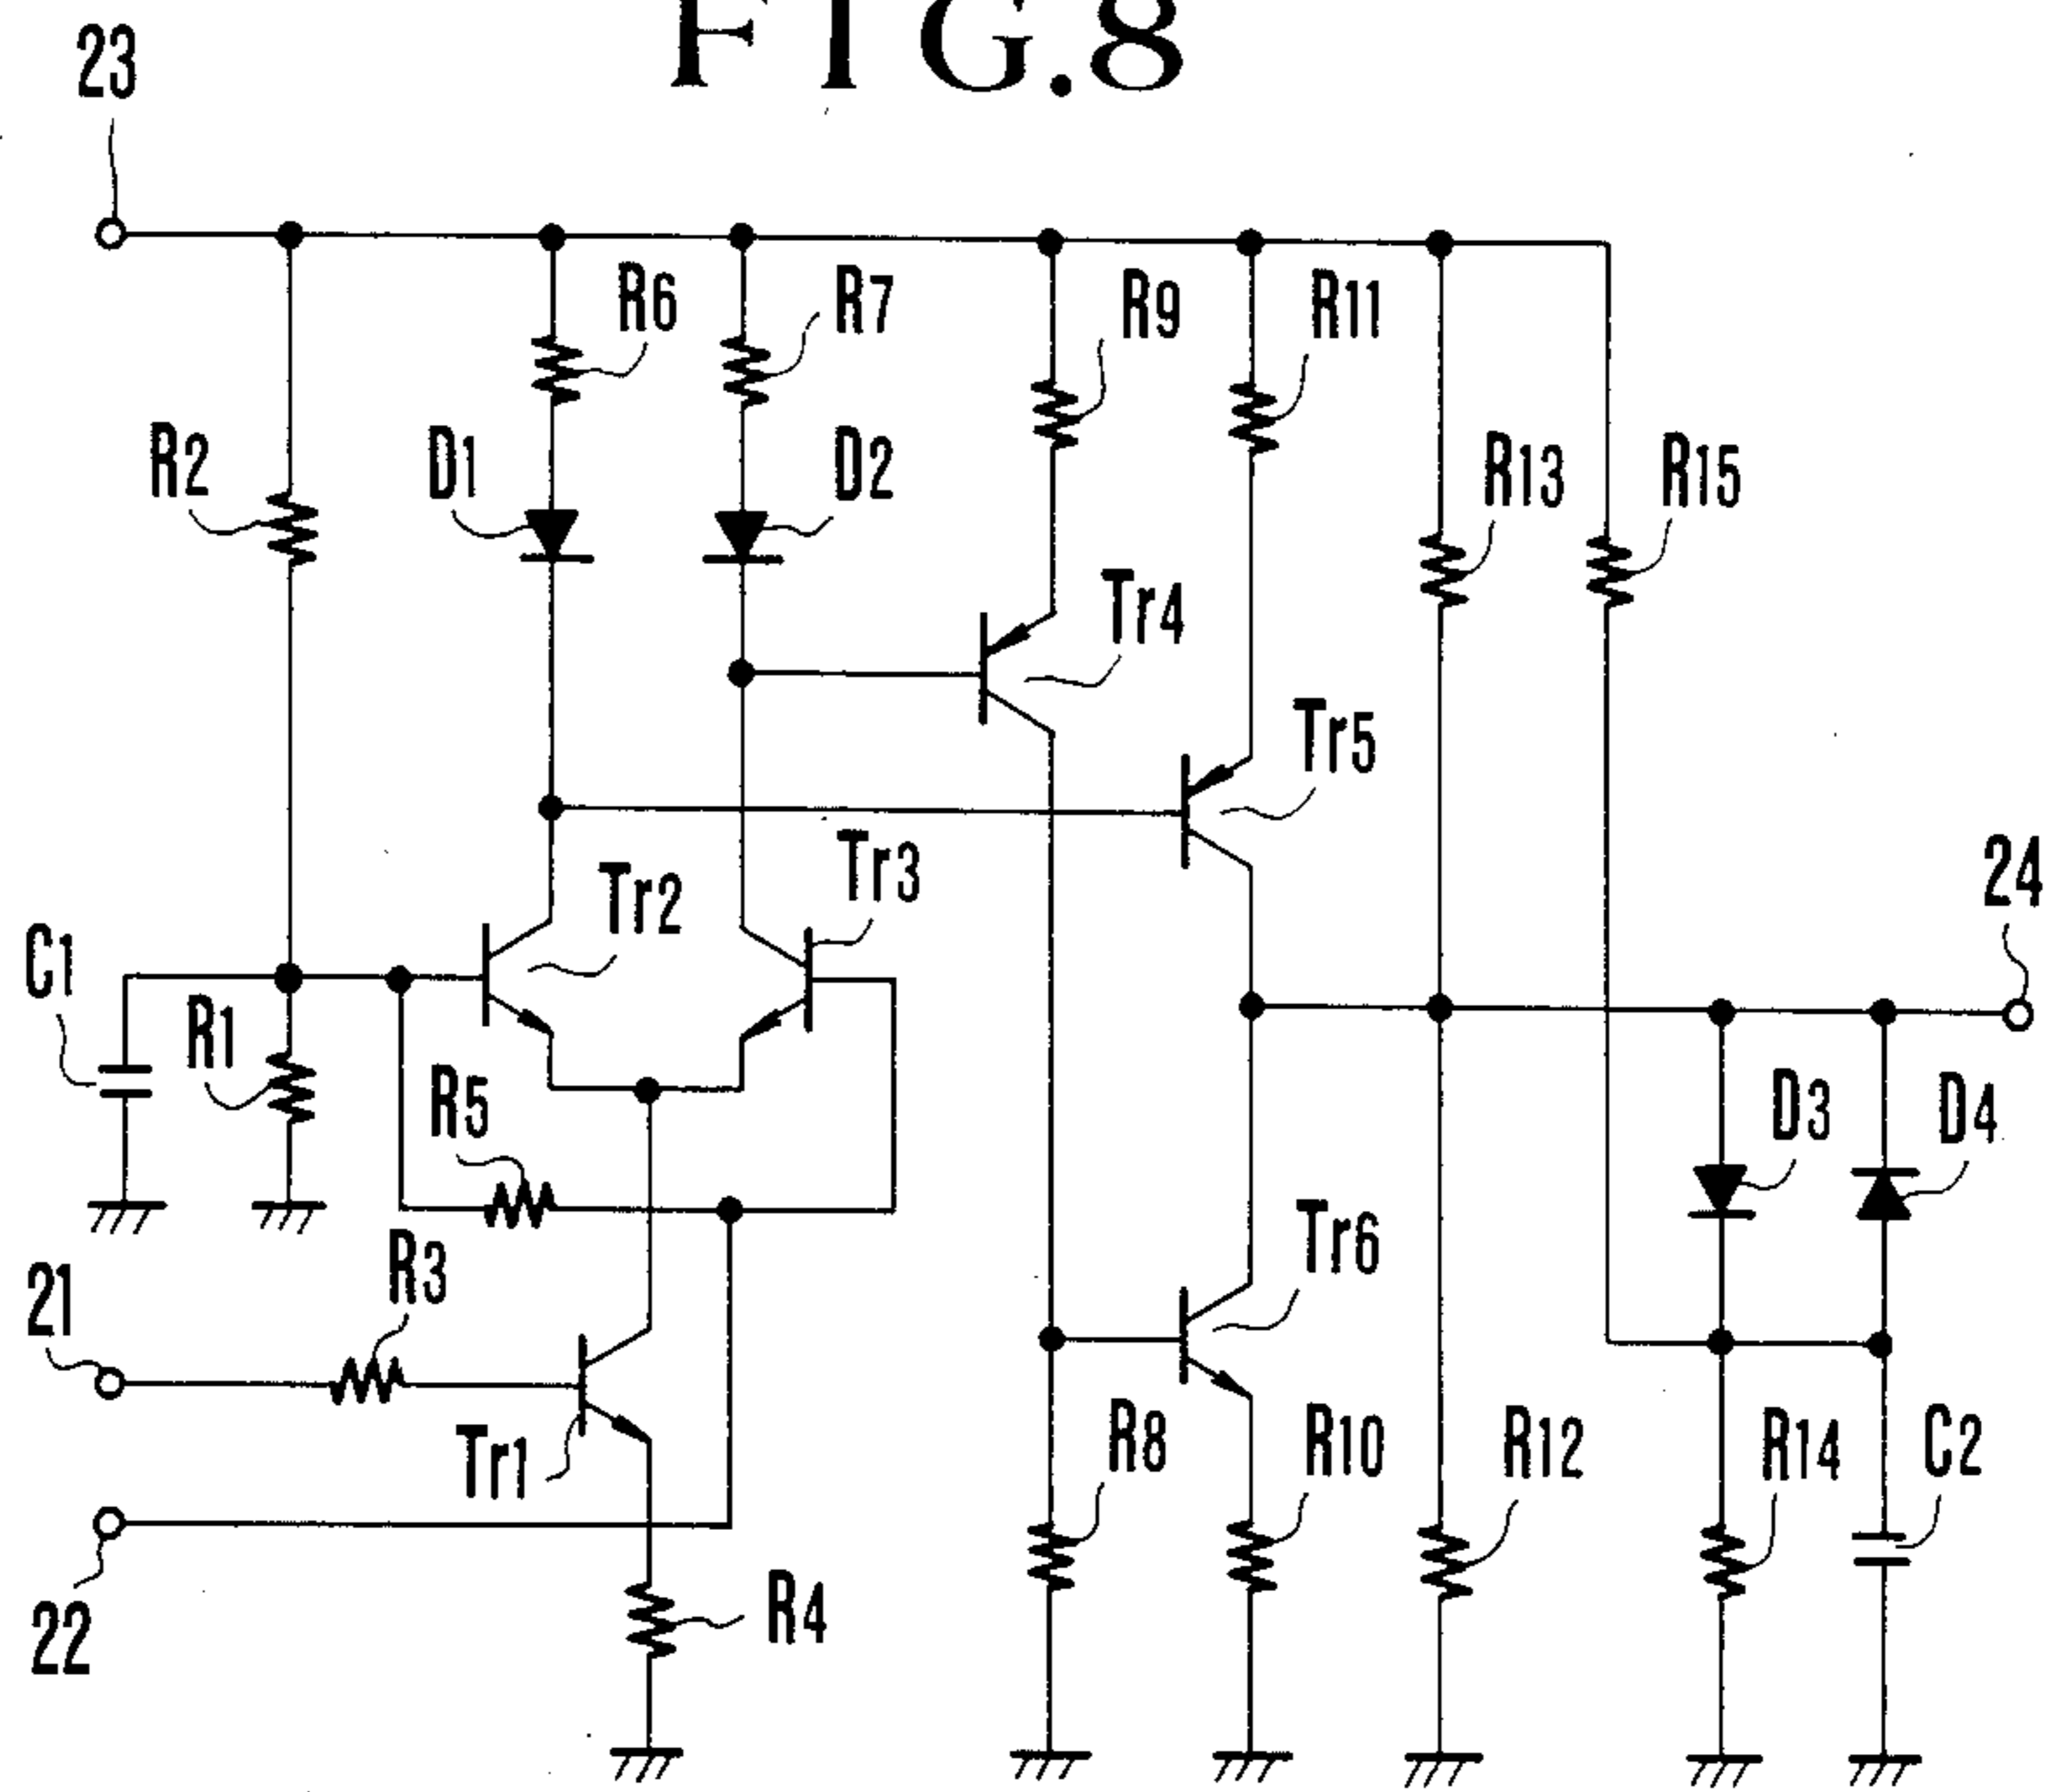 FIG.8
23
R6
R7
R9
R11
R2
D1
D2
R13
R15
Tr4
Tr5
Tr3
Tr2
24
C1
R1
R5
D3
D4
R3
Tr6
21
Tr1
R8
R10
R12
R14
C2
R4
22